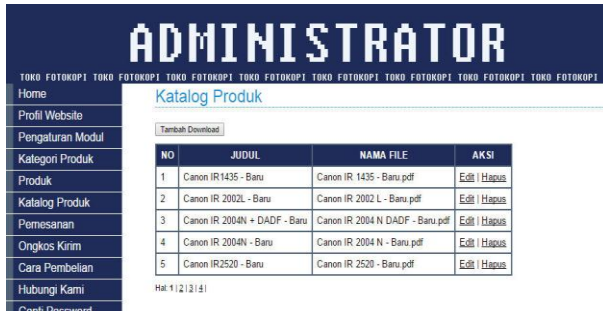 ADMINISTRATOR
TOKO FOTOKOPI TOKO FOTOKOPI TOKO FOTOKOPI TOKO FOTOKOPI TOKO FOTOKOPI TOKO FOTOKOPI TOKO FOTOKOPI TOKO FOTOKOPI
Home
Profil Website
Pengaturan Modul
Kategori Produk
Produk
Katalog Produk
Pemesanan
Ongkos Kirim
Cara Pembelian
Hubungi Kami
Ganti Password
Katalog Produk
Tambah Download
NO JUDUL NAMA FILE AKSI
1 Canon IR1435 - Baru Canon IR 1435 - Baru.pdf Edit | Hapus
2 Canon IR 2002L - Baru Canon IR 2002 L - Baru.pdf Edit | Hapus
3 Canon IR 2004N + DADF - Baru Canon IR 2004 N DADF - Baru.pdf Edit | Hapus
4 Canon IR 2004N - Baru Canon IR 2004 N - Baru.pdf Edit | Hapus
5 Canon IR2520 - Baru Canon IR 2520 - Baru.pdf Edit | Hapus
Hal: 1 | 2 | 3 | 4 |